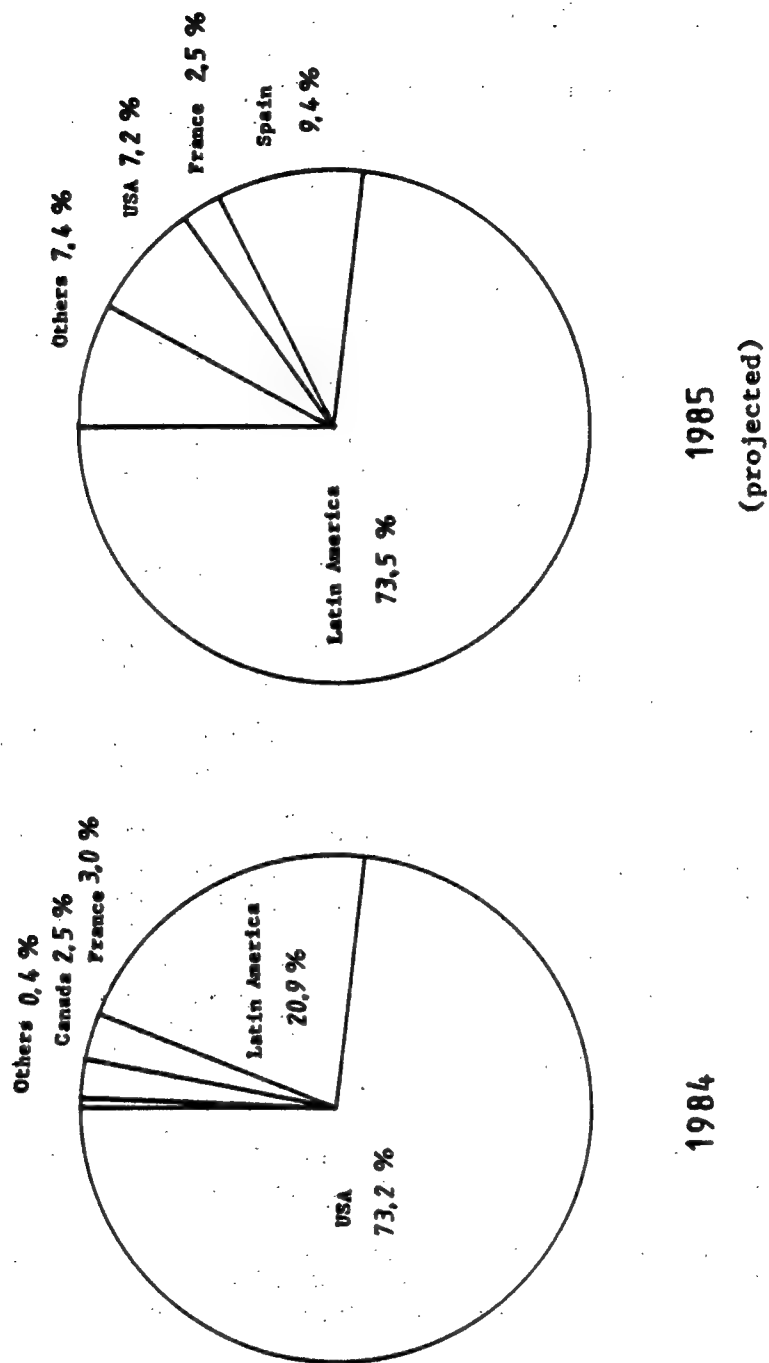 Others 0,4 %
Canada 2,5 %
France 3,0 %
Latin America
20,9 %
USA
73,2 %
1984
Others 7,4 %
USA 7,2 %
France 2,5 %
Spain
9,4 %
Latin America
73,5 %
1985
(projected)